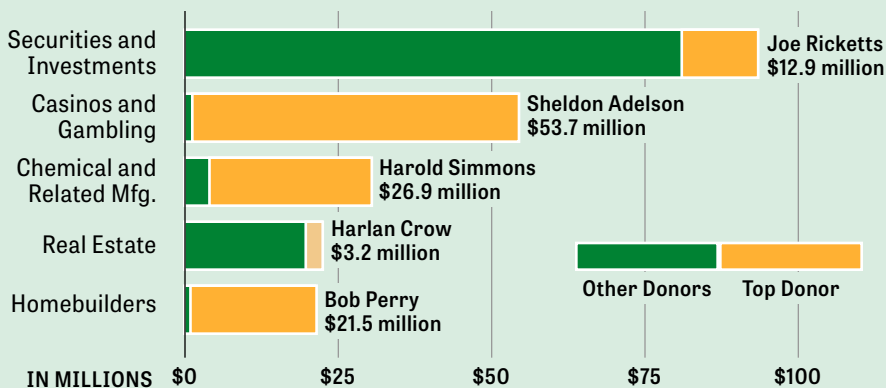 Securities and
Investments
Joe Ricketts
$12.9 million
Casinos and
Gambling
Sheldon Adelson
$53.7 million
Chemical and
Related Mfg.
Harold Simmons
$26.9 million
Real Estate
Harlan Crow
$3.2 million
Other Donors
Top Donor
Homebuilders
Bob Perry
$21.5 million
IN MILLIONS $0 $25 $50 $75 $100